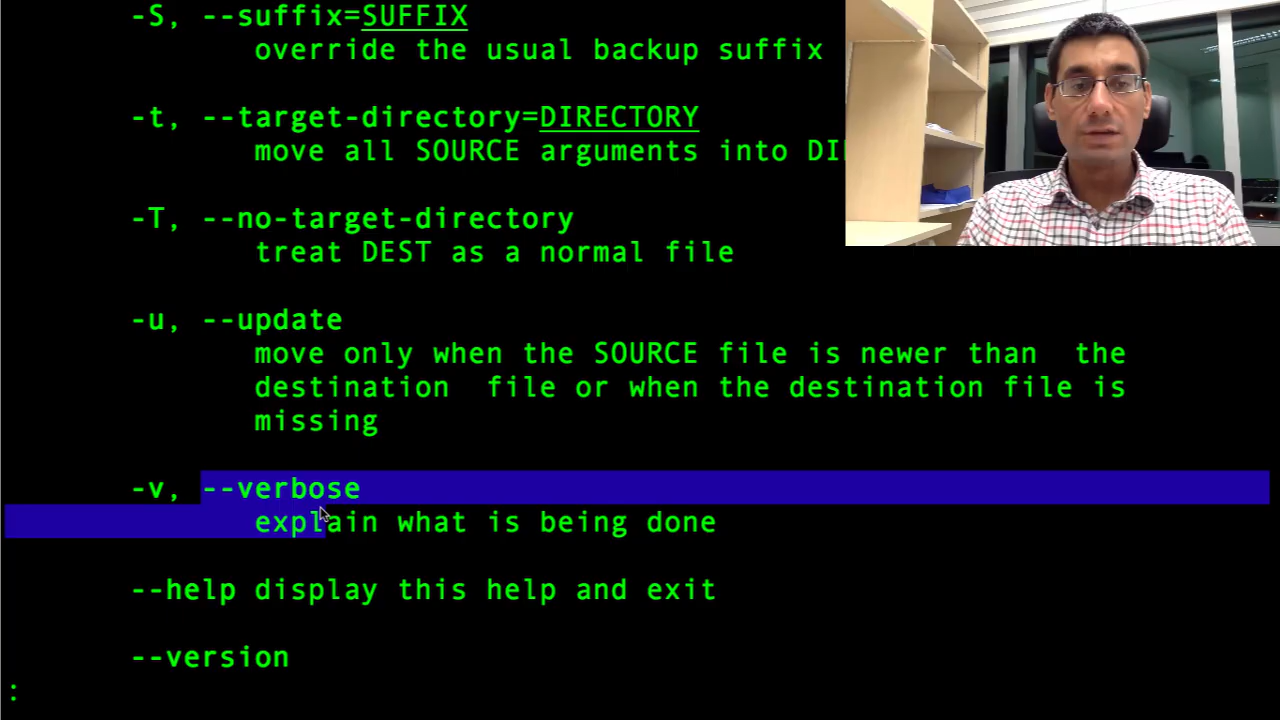 -S, --suffix=SUFFIX
override the usual backup suffix
-t, --target-directory=DIRECTORY
move all SOURCE arguments into
-T, --no-target-directory
treat DEST as a normal file
-u, --update
move only when the SOURCE file is newer than  the
destination  file or when the destination file is
missing
-v, --verbose
explain what is being done
--help display this help and exit
--version
: